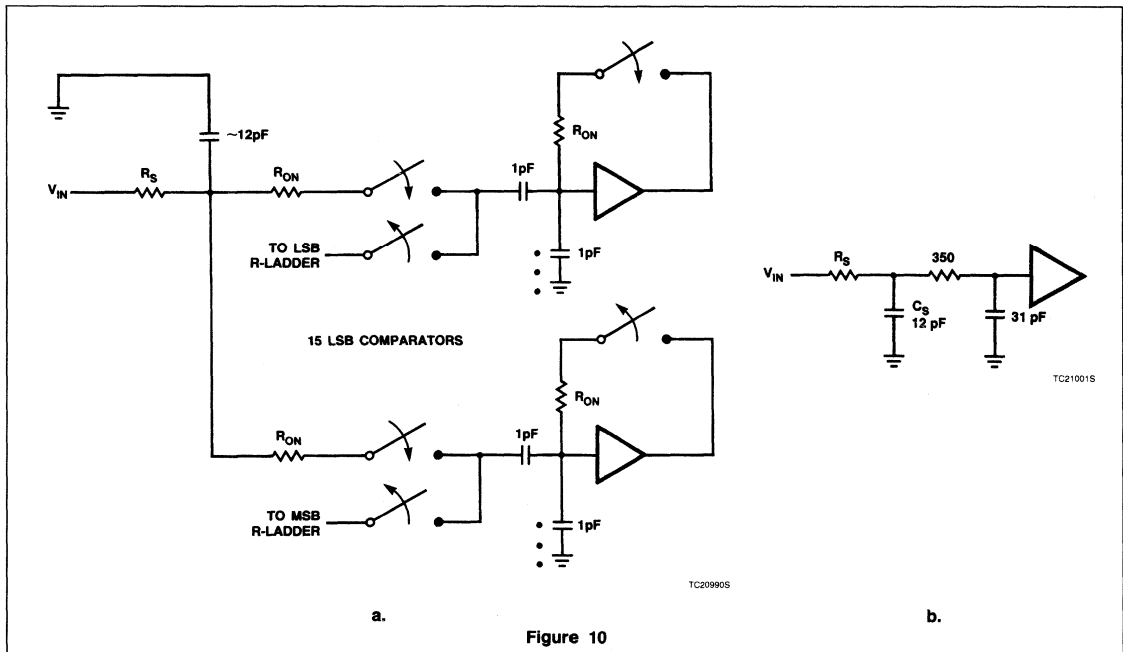 ~12pF
V_IN
R_S
R_ON
TO LSB
R-LADDER
1pF
R_ON
1pF
15 LSB COMPARATORS
R_ON
TO MSB
R-LADDER
1pF
R_ON
1pF
TC20990S
a.
V_IN
R_S
350
C_S
12 pF
31 pF
TC21001S
b.
Figure 10